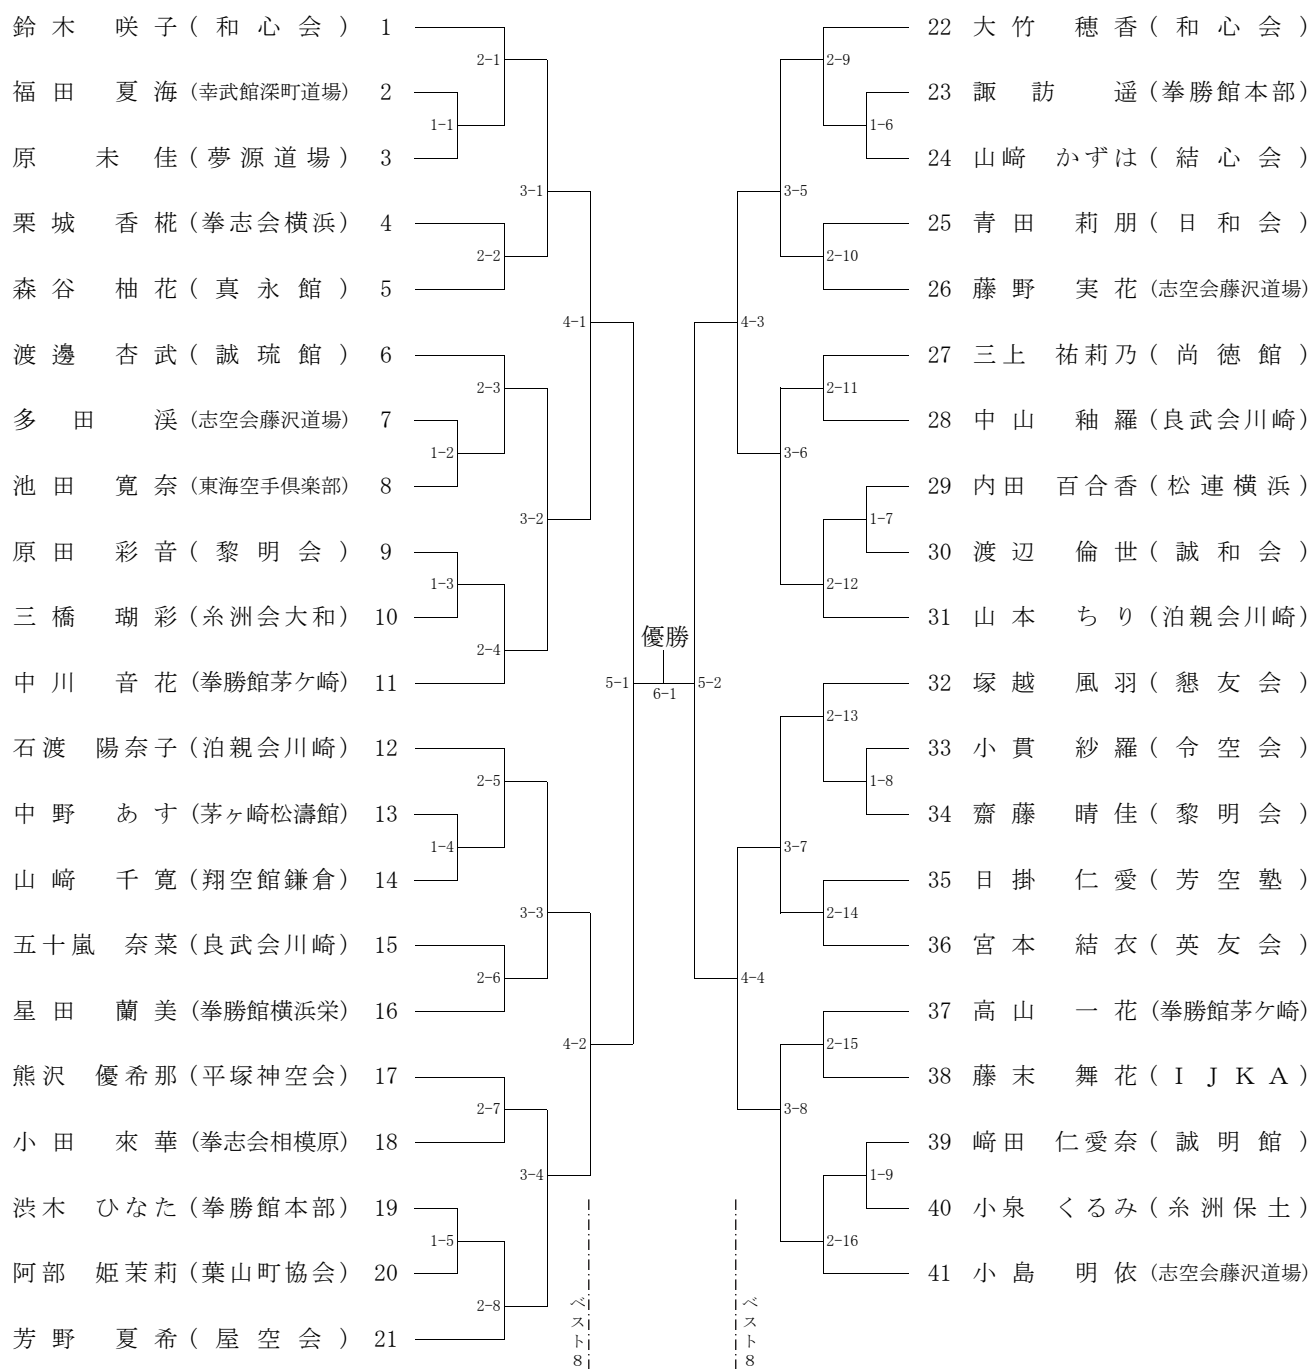 鈴木 咲子(和心会) 1
2-1
福田 夏海(幸武館深町道場) 2
1-1
原 未佳(夢源道場) 3
3-1
栗城 香椛(拳志会横浜) 4
2-2
森谷 柚花(真永館) 5
4-1
渡邊 杏武(誠琉館) 6
2-3
多田 渓(志空会藤沢道場) 7
1-2
池田 寛奈(東海空手倶楽部) 8
3-2
原田 彩音(黎明会) 9
1-3
三橋 瑚彩(糸洲会大和) 10
2-4
中川 音花(拳勝館茅ケ崎) 11
5-1
石渡 陽奈子(泊親会川崎) 12
2-5
中野 あす(茅ヶ崎松濤館) 13
1-4
山﨑 千寛(翔空館鎌倉) 14
3-3
五十嵐 奈菜(良武会川崎) 15
2-6
星田 蘭美(拳勝館横浜栄) 16
4-2
熊沢 優希那(平塚神空会) 17
2-7
小田 來華(拳志会相模原) 18
3-4
渋木 ひなた(拳勝館本部) 19
1-5
阿部 姫茉莉(葉山町協会) 20
2-8
芳野 夏希(屋空会) 21
ベスト8
優勝
6-1
22 大竹 穂香(和心会)
2-9
23 諏訪 遥(拳勝館本部)
1-6
24 山﨑 かずは(結心会)
3-5
25 青田 莉朋(日和会)
2-10
26 藤野 実花(志空会藤沢道場)
4-3
27 三上 祐莉乃(尚徳館)
2-11
28 中山 釉羅(良武会川崎)
3-6
29 内田 百合香(松連横浜)
1-7
30 渡辺 倫世(誠和会)
2-12
31 山本 ちり(泊親会川崎)
5-2
32 塚越 風羽(懇友会)
2-13
33 小貫 紗羅(令空会)
1-8
34 齋藤 晴佳(黎明会)
3-7
35 日掛 仁愛(芳空塾)
2-14
36 宮本 結衣(英友会)
4-4
37 高山 一花(拳勝館茅ケ崎)
2-15
38 藤末 舞花(IJKA)
3-8
39 﨑田 仁愛奈(誠明館)
1-9
40 小泉 くるみ(糸洲保土)
2-16
41 小島 明依(志空会藤沢道場)
ベスト8